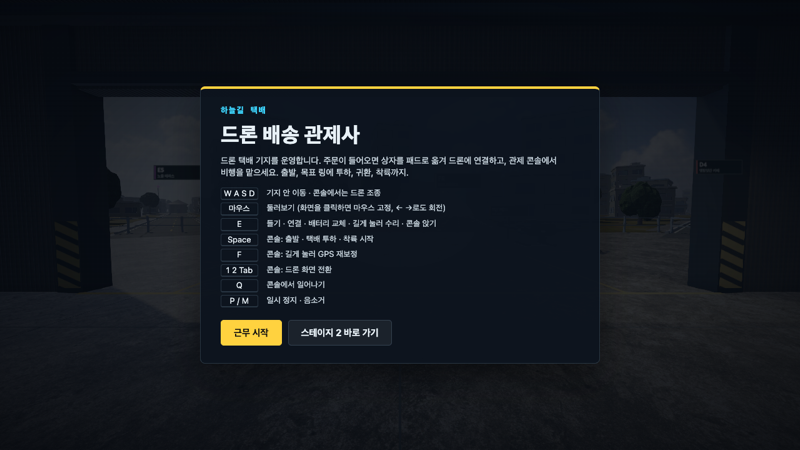 하늘길 택배
드론 배송 관제사
드론 택배 기지를 운영합니다. 주문이 들어오면 상자를 패드로 옮겨 드론에 연결하고, 관제 콘솔에서
비행을 맡으세요. 출발, 목표 링에 투하, 귀환, 착륙까지.
W A S D 기지 안 이동 · 콘솔에서는 드론 조종
마우스 둘러보기 (화면을 클릭하면 마우스 고정, ← →로도 회전)
E 들기 · 연결 · 배터리 교체 · 길게 눌러 수리 · 콘솔 앉기
Space 콘솔: 출발 · 택배 투하 · 착륙 시작
F 콘솔: 길게 눌러 GPS 재보정
1 2 Tab 콘솔: 드론 화면 전환
Q 콘솔에서 일어나기
P / M 일시 정지 · 음소거
근무 시작 스테이지 2 바로 가기